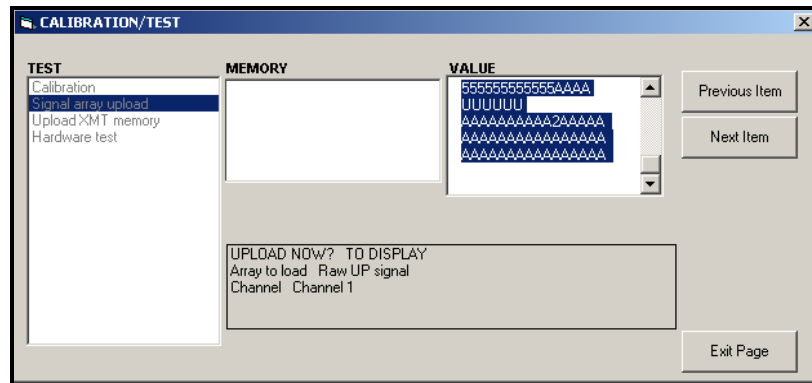 CALIBRATION/TEST
TEST
Calibration
Signal array upload
Upload XMT memory
Hardware test
MEMORY
VALUE
555555555555AAAA
UUUUUU
AAAAAAAAAA2AAAAA
AAAAAAAAAAAAAAAA
AAAAAAAAAAAAAAAA
Previous Item
Next Item
UPLOAD NOW? TO DISPLAY
Array to load Raw UP signal
Channel Channel 1
Exit Page